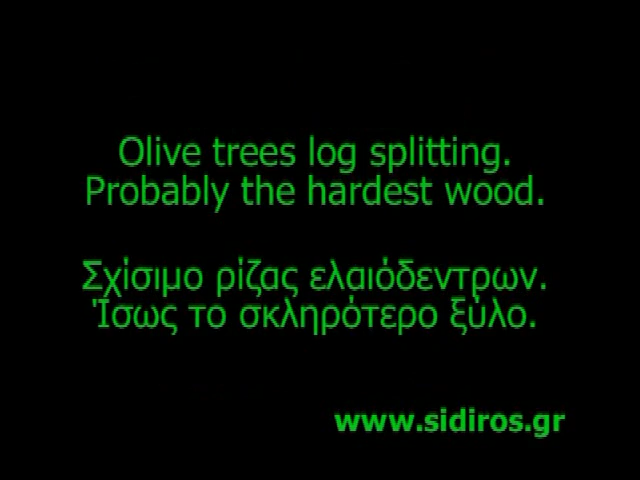 Olive trees log splitting.
Probably the hardest wood.
Σχίσιμο ρίζας ελαιόδεντρων.
Ίσως το σκληρότερο ξύλο.
www.sidiros.gr